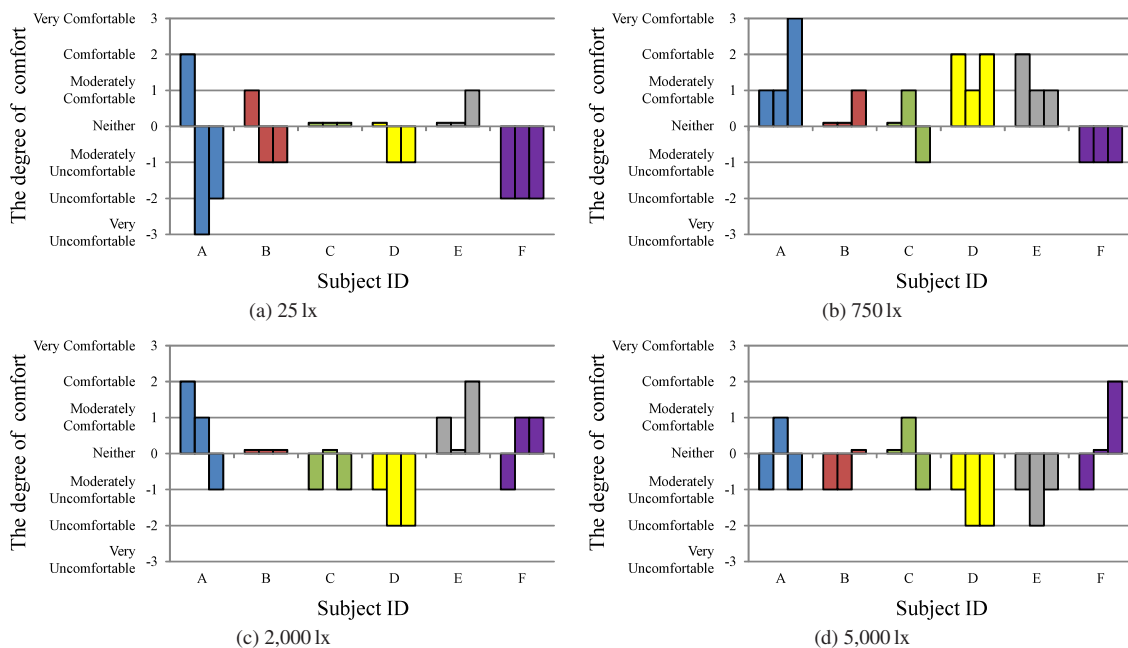 The degree of comfort
Very Comfortable 3
Comfortable 2
Moderately
Comfortable 1
Neither 0
Moderately
Uncomfortable -1
Uncomfortable -2
Very
Uncomfortable -3
A B C D E F
Subject ID
(a) 25 lx
The degree of comfort
Very Comfortable 3
Comfortable 2
Moderately
Comfortable 1
Neither 0
Moderately
Uncomfortable -1
Uncomfortable -2
Very
Uncomfortable -3
A B C D E F
Subject ID
(b) 750 lx
The degree of comfort
Very Comfortable 3
Comfortable 2
Moderately
Comfortable 1
Neither 0
Moderately
Uncomfortable -1
Uncomfortable -2
Very
Uncomfortable -3
A B C D E F
Subject ID
(c) 2,000 lx
The degree of comfort
Very Comfortable 3
Comfortable 2
Moderately
Comfortable 1
Neither 0
Moderately
Uncomfortable -1
Uncomfortable -2
Very
Uncomfortable -3
A B C D E F
Subject ID
(d) 5,000 lx